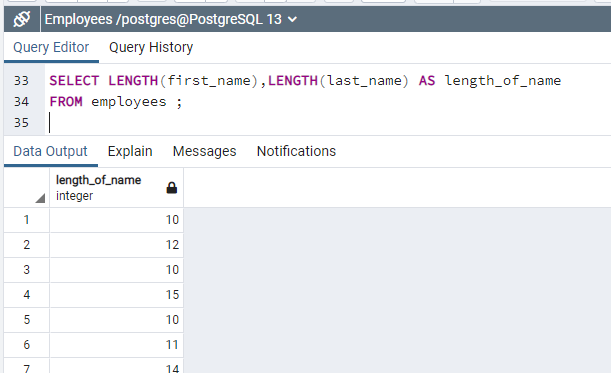 Employees /postgres@PostgreSQL 13
Query Editor Query History
33 SELECT LENGTH(first_name),LENGTH(last_name) AS length_of_name
34 FROM employees ;
35
Data Output Explain Messages Notifications
length_of_name
integer
1 10
2 12
3 10
4 15
5 10
6 11
7 14